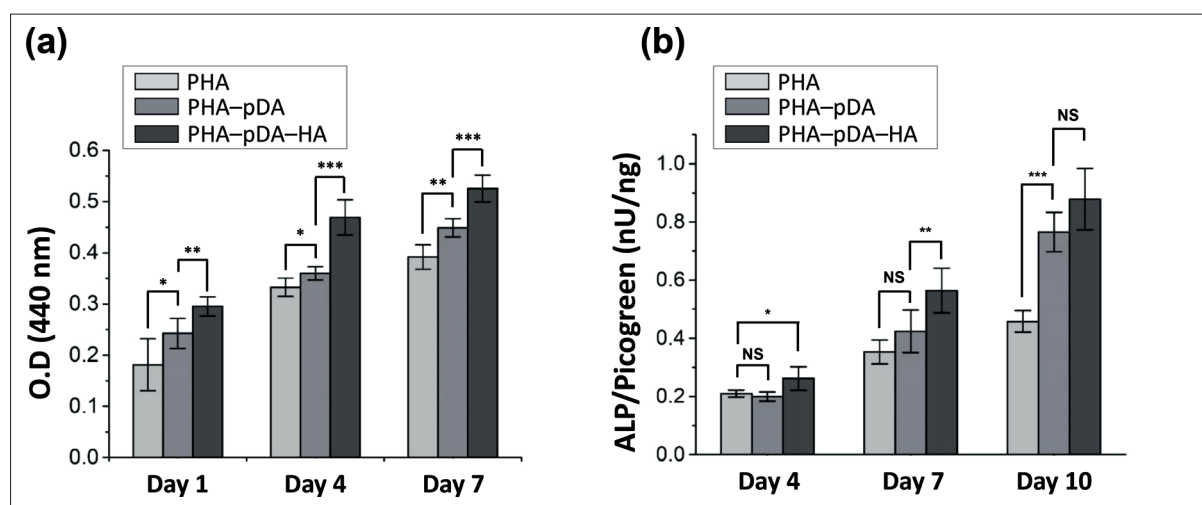 (a)
PHA
PHA–pDA
PHA–pDA–HA
O.D (440 nm)
0.6
0.5
0.4
0.3
0.2
0.1
0.0
*
**
*
***
**
***
Day 1
Day 4
Day 7
(b)
PHA
PHA–pDA
PHA–pDA–HA
ALP/Picogreen (nU/ng)
1.0
0.8
0.6
0.4
0.2
0.0
NS
*
NS
**
***
NS
Day 4
Day 7
Day 10